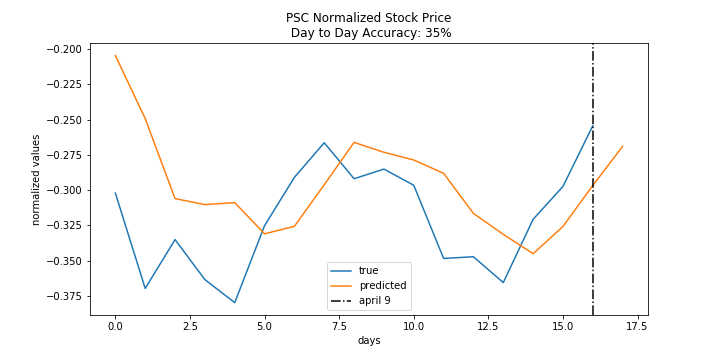 PSC Normalized Stock Price
Day to Day Accuracy: 35%
normalized values
−0.200
−0.225
−0.250
−0.275
−0.300
−0.325
−0.350
−0.375
true
predicted
april 9
0.0 2.5 5.0 7.5 10.0 12.5 15.0 17.5
days